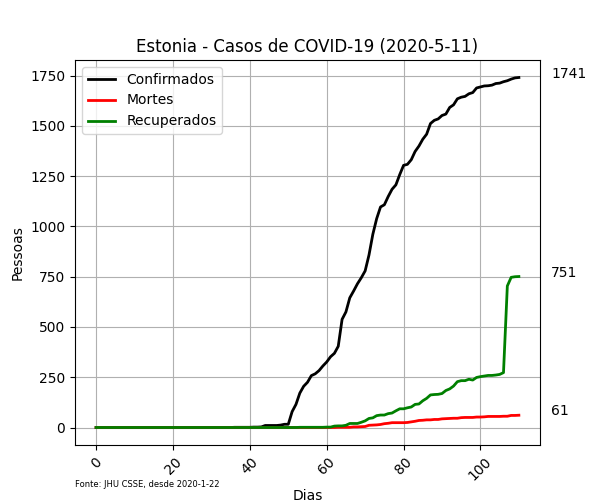 Estonia - Casos de COVID-19 (2020-5-11)
Confirmados
Mortes
Recuperados
1741
751
61
1750
1500
1250
1000
750
500
250
0
Pessoas
0
20
40
60
80
100
Dias
Fonte: JHU CSSE, desde 2020-1-22